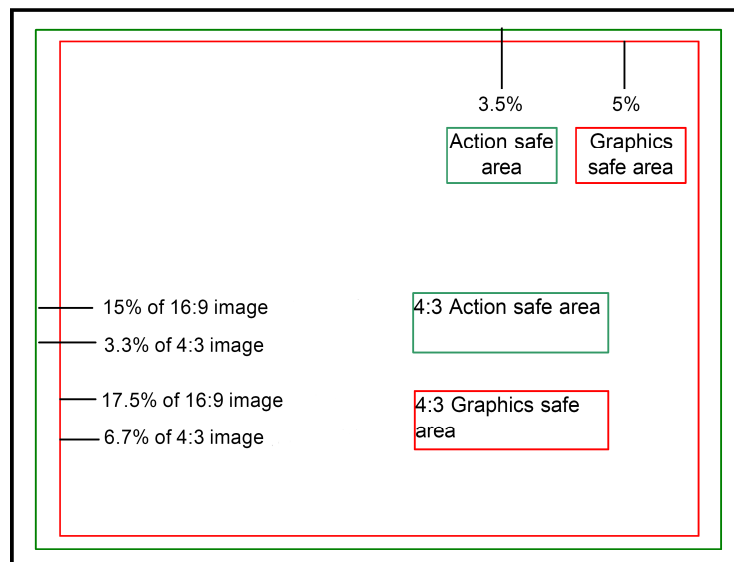 3.5%
5%
Action safe
area
Graphics
safe area
15% of 16:9 image
4:3 Action safe area
3.3% of 4:3 image
17.5% of 16:9 image
4:3 Graphics safe
area
6.7% of 4:3 image